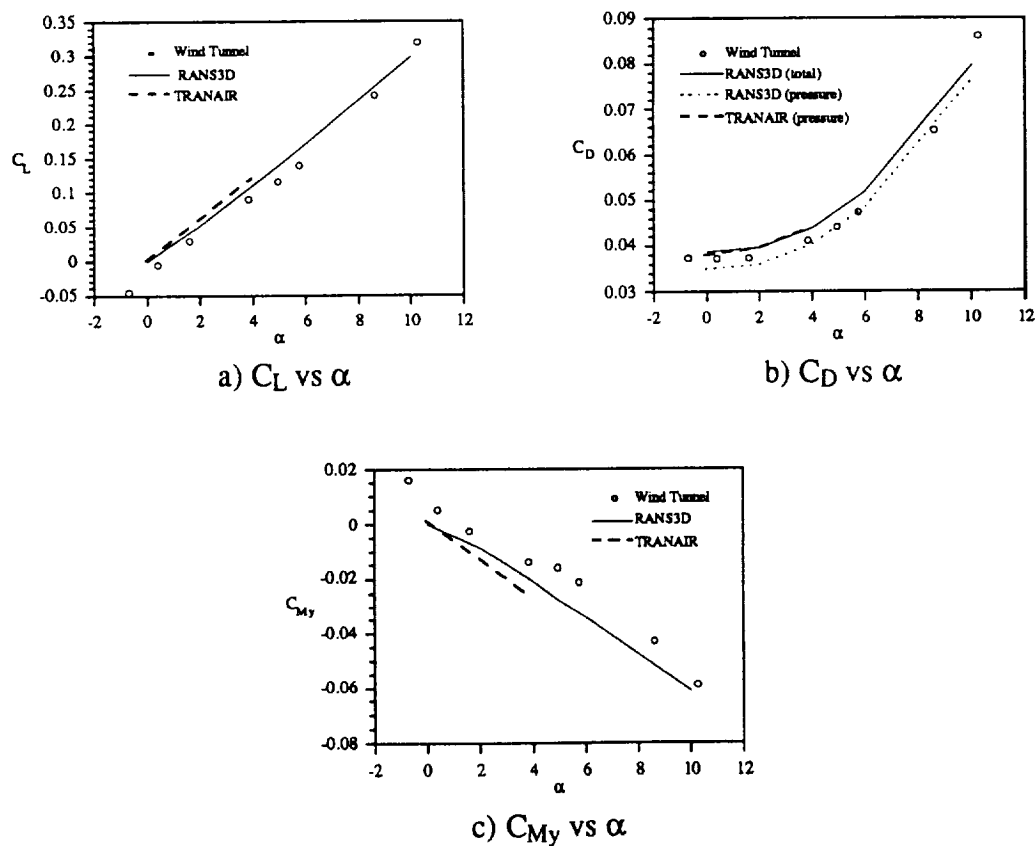 0.35
0.3
0.25
0.2
0.15
0.1
0.05
0
-0.05
C_L
Wind Tunnel
RANS3D
TRANAIR
-2 0 2 4 6 8 10 12
α
a) C_L vs α
0.09
0.08
0.07
0.06
0.05
0.04
0.03
C_D
Wind Tunnel
RANS3D (total)
RANS3D (pressure)
TRANAIR (pressure)
-2 0 2 4 6 8 10 12
α
b) C_D vs α
0.02
0
-0.02
-0.04
-0.06
-0.08
C_My
Wind Tunnel
RANS3D
TRANAIR
-2 0 2 4 6 8 10 12
α
c) C_My vs α